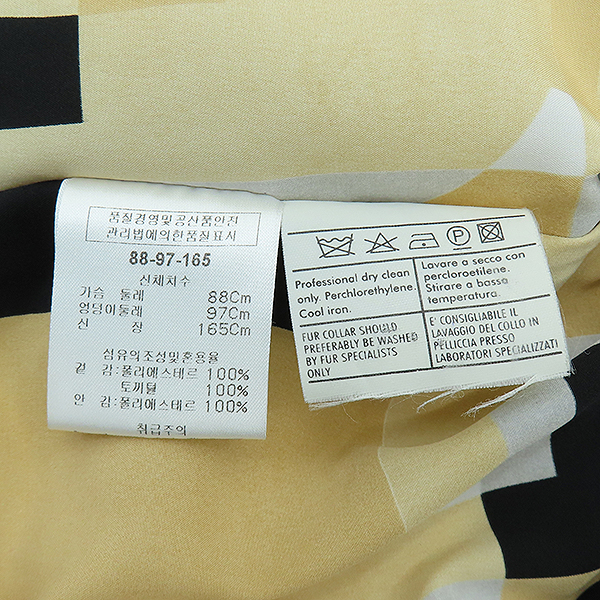 품질경영및공산품안전
관리법에의한품질표시
88-97-165
신체치수
가슴 둘레 88Cm
엉덩이둘레 97Cm
신 장 165Cm
섬유의조성및혼용율
겉 감:폴리에스테르 100%
토끼털 100%
안 감:폴리에스테르 100%
취급주의
P
Professional dry clean
only. Perchlorethylene.
Cool iron.
Lavare a secco con
percloroetilene.
Stirare a bassa
temperatura.
FUR COLLAR SHOULD
PREFERABLY BE WASHED
BY FUR SPECIALISTS
ONLY
E' CONSIGLIABILE IL
LAVAGGIO DEL COLLO IN
PELLICCIA PRESSO
LABORATORI SPECIALIZZATI